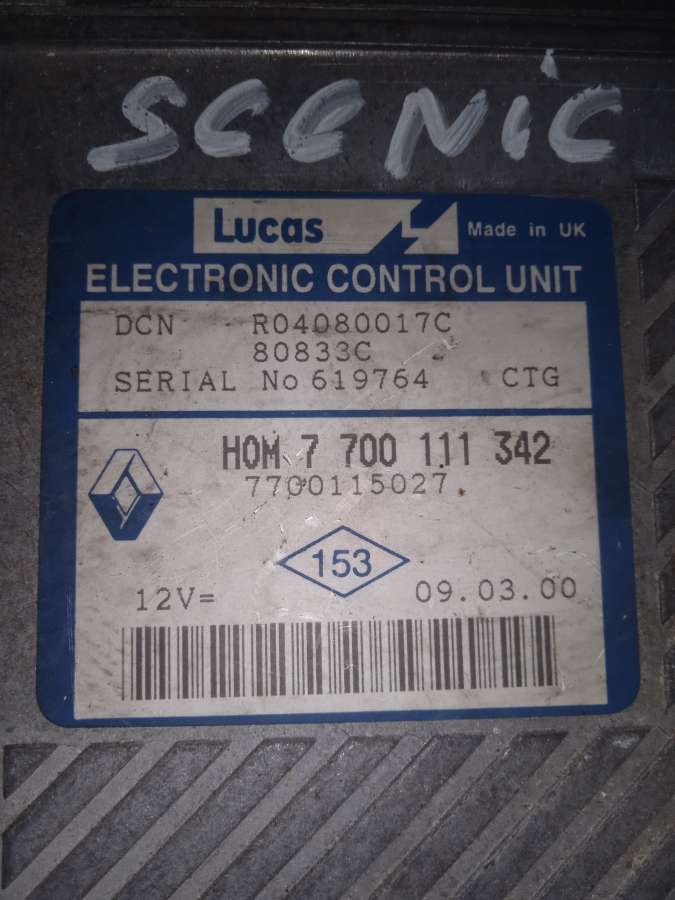 SCENIC
Lucas Made in UK
ELECTRONIC CONTROL UNIT
DCN R04080017C
80833C
SERIAL No 619764 CTG
HOM 7 700 111 342
7700115027
153
12V= 09.03.00